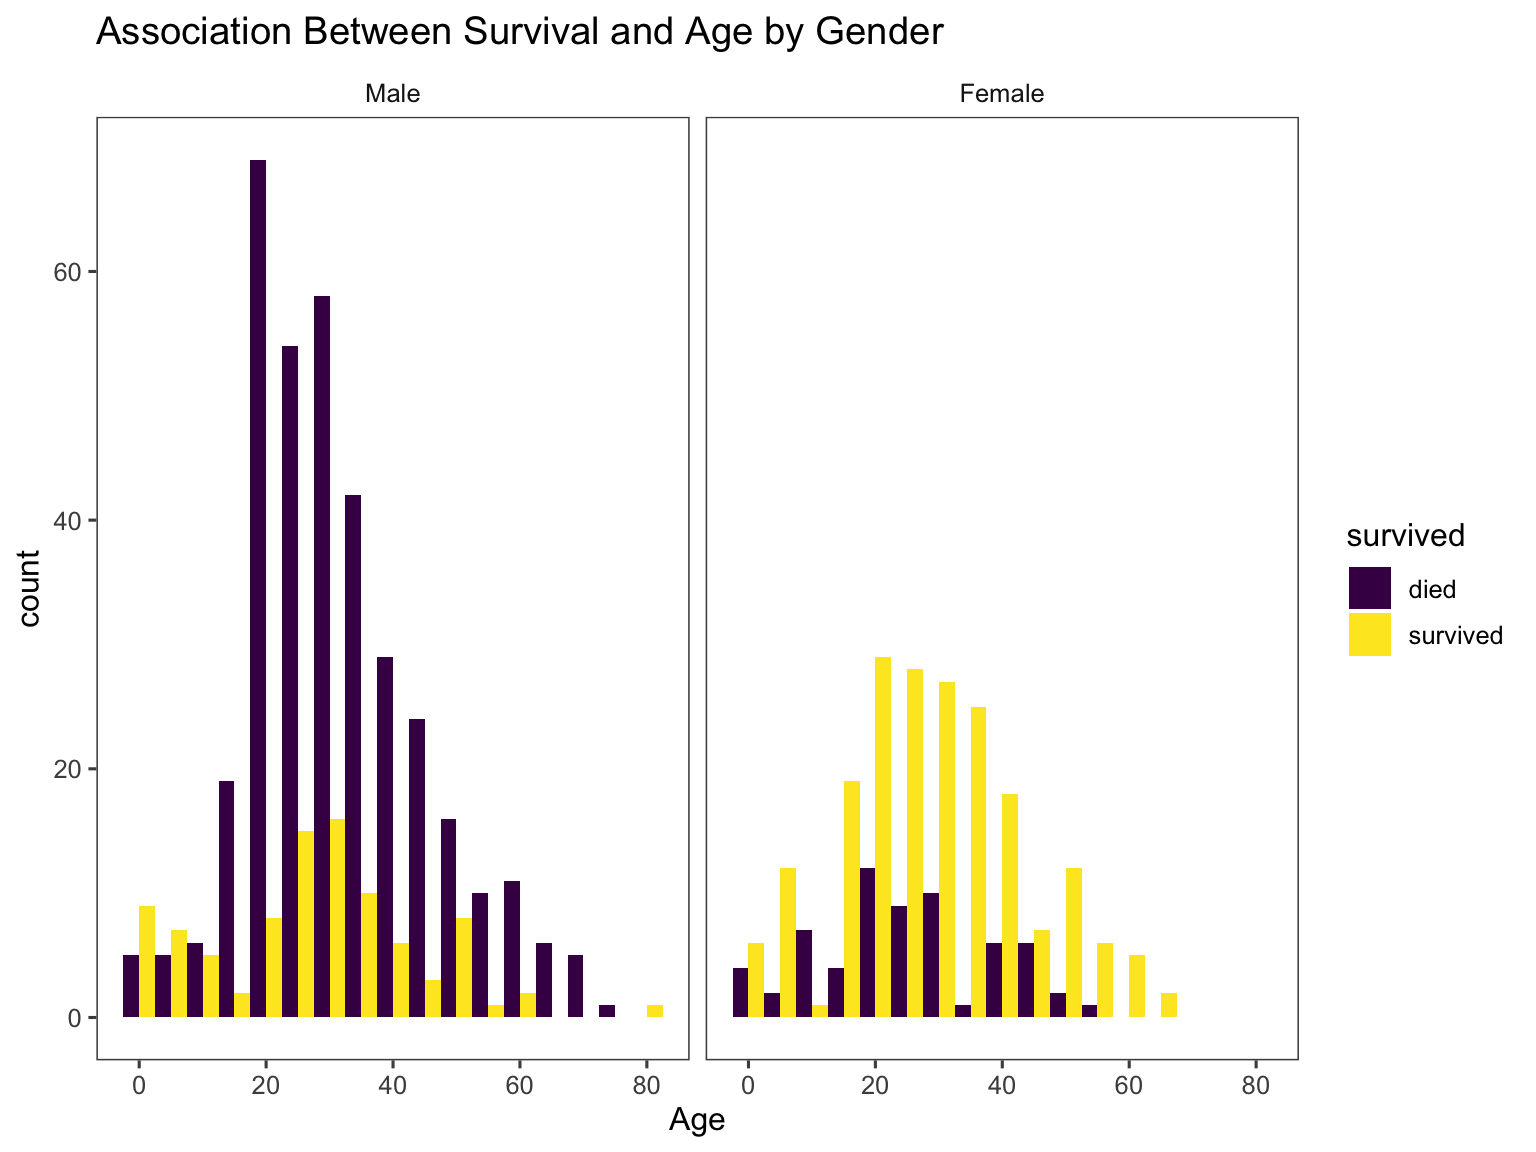 Association Between Survival and Age by Gender
Male
Female
60
40
20
0
count
0 20 40 60 80
0 20 40 60 80
Age
survived
died
survived